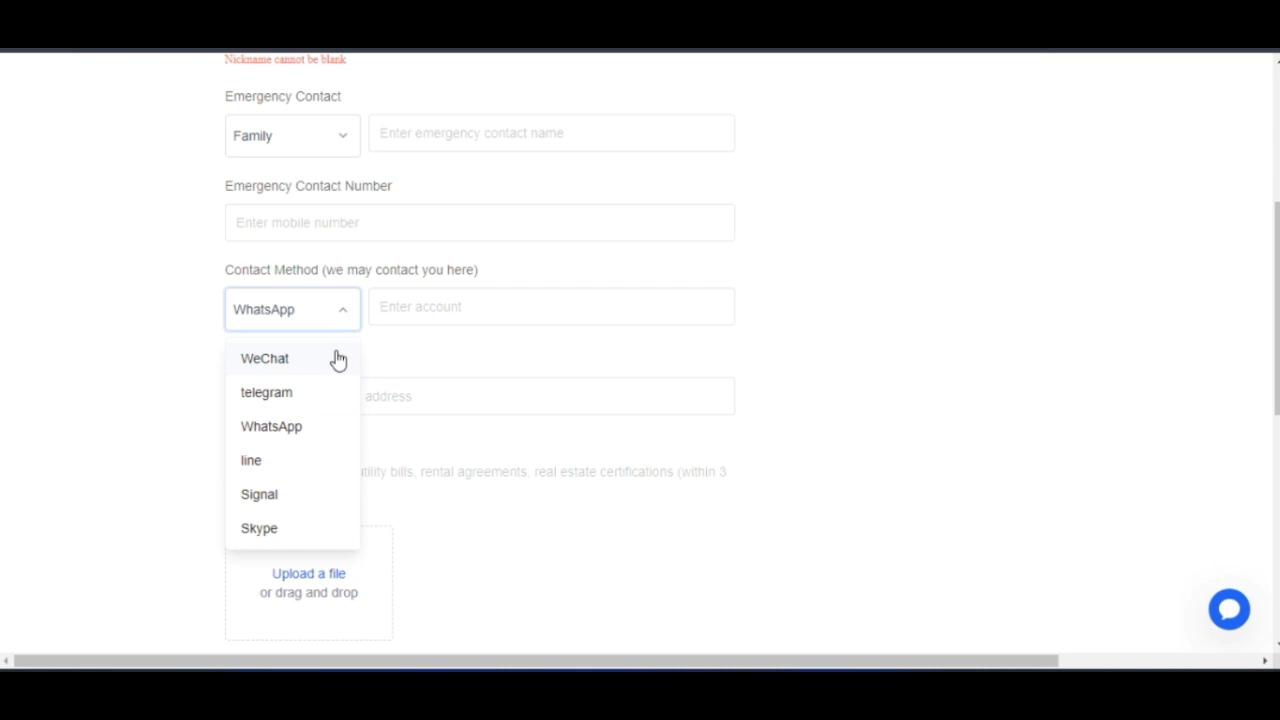 Nickname cannot be blank
Emergency Contact
Family
Enter emergency contact name
Emergency Contact Number
Enter mobile number
Contact Method (we may contact you here)
WhatsApp
Enter account
WeChat
telegram
address
WhatsApp
line
bills, rental agreements, real estate certifications (within 3
Signal
Skype
Upload a file
or drag and drop